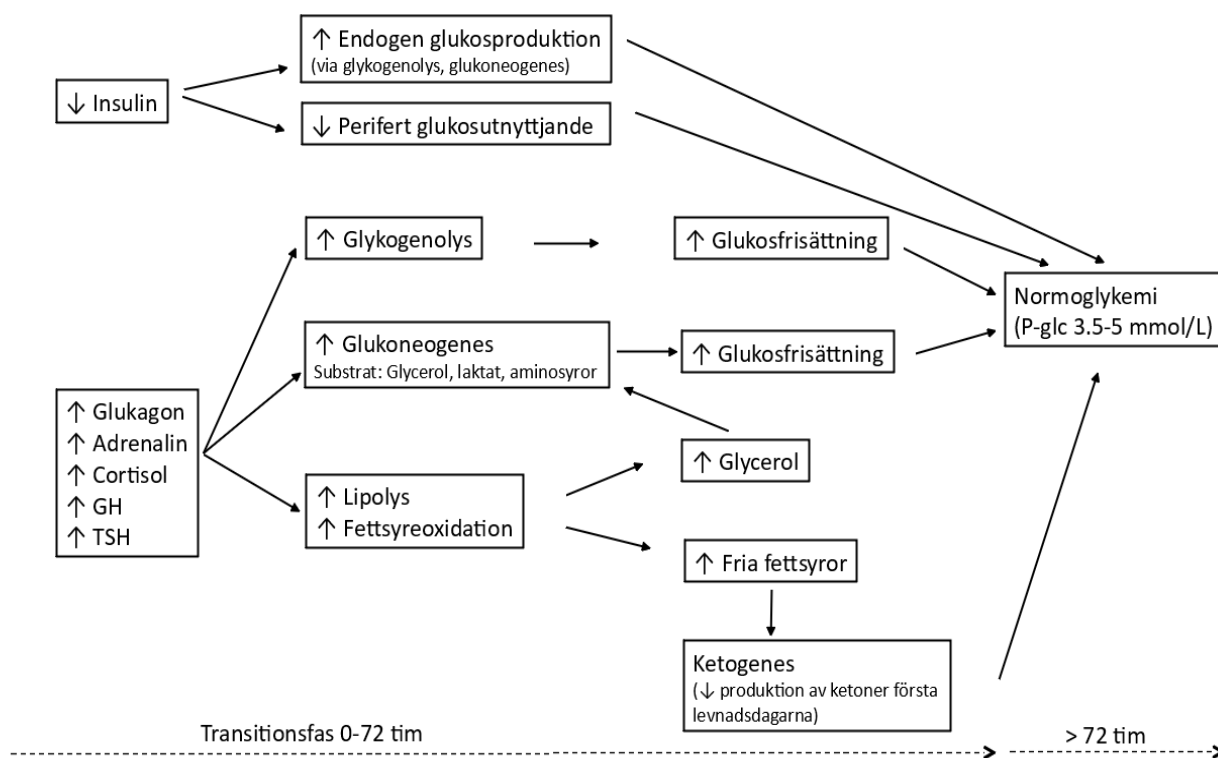 ↑ Endogen glukosproduktion
(via glykogenolys, glukoneogenes)
↓ Insulin
↓ Perifert glukosutnyttjande
↑ Glykogenolys
↑ Glukosfrisättning
Normoglykemi
(P-glc 3.5-5 mmol/L)
↑ Glukoneogenes
Substrat: Glycerol, laktat, aminosyror
↑ Glukosfrisättning
↑ Glukagon
↑ Adrenalin
↑ Cortisol
↑ GH
↑ TSH
↑ Glycerol
↑ Lipolys
↑ Fettsyreoxidation
↑ Fria fettsyror
Ketogenes
(↓ produktion av ketoner första
levnadsdagarna)
Transitionsfas 0-72 tim
> 72 tim